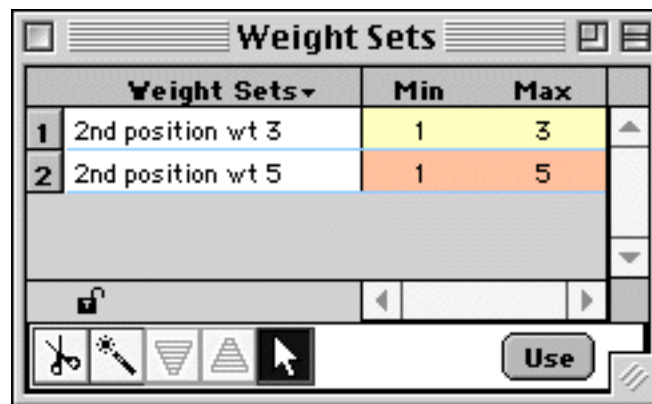 Weight Sets
Weight Sets Min Max
1 2nd position wt 3 1 3
2 2nd position wt 5 1 5
Use